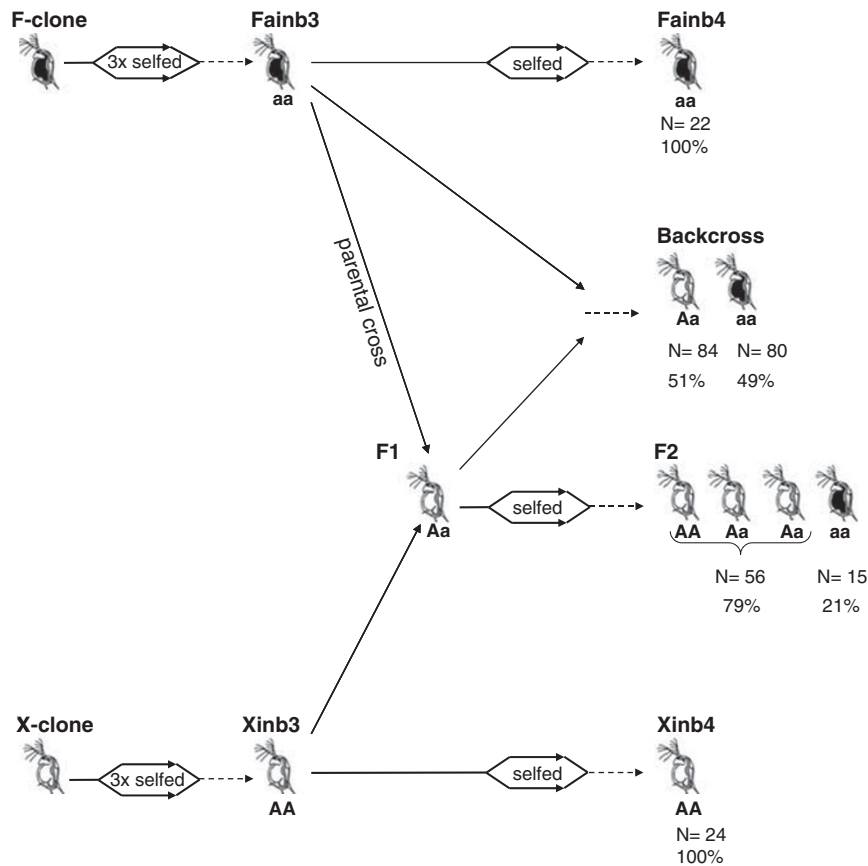 F-clone
3x selfed
Fainb3
aa
selfed
Fainb4
aa
N= 22
100%
parental cross
Backcross
Aa aa
N= 84 N= 80
51% 49%
F1
Aa
selfed
F2
AA Aa Aa aa
N= 56 N= 15
79% 21%
X-clone
3x selfed
Xinb3
AA
selfed
Xinb4
AA
N= 24
100%